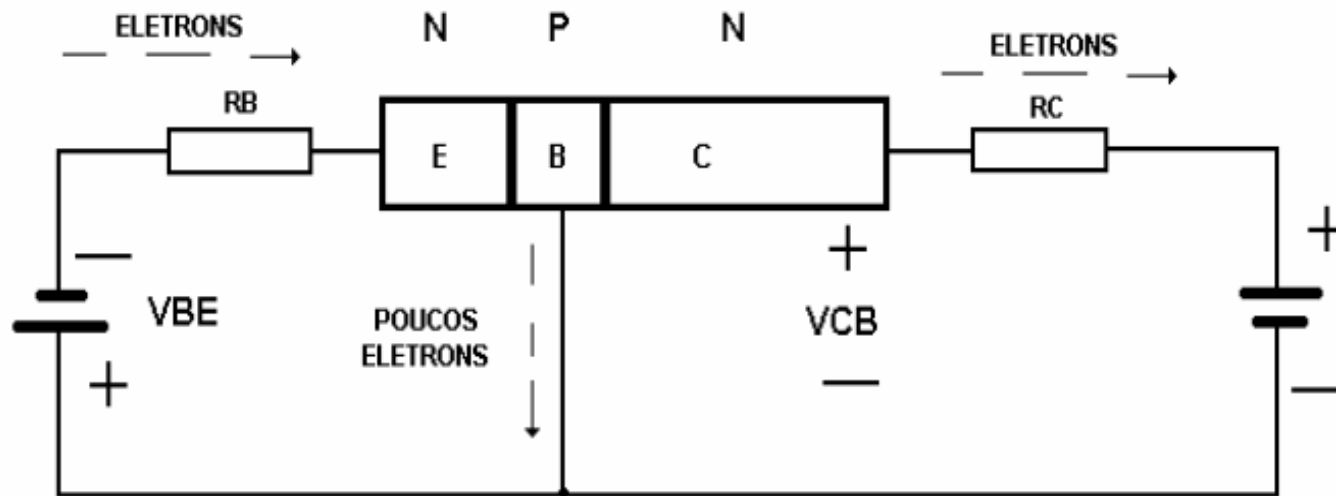 ELETRONS
N P N
ELETRONS
RB
RC
E B C
VBE
POUCOS
ELETRONS
VCB